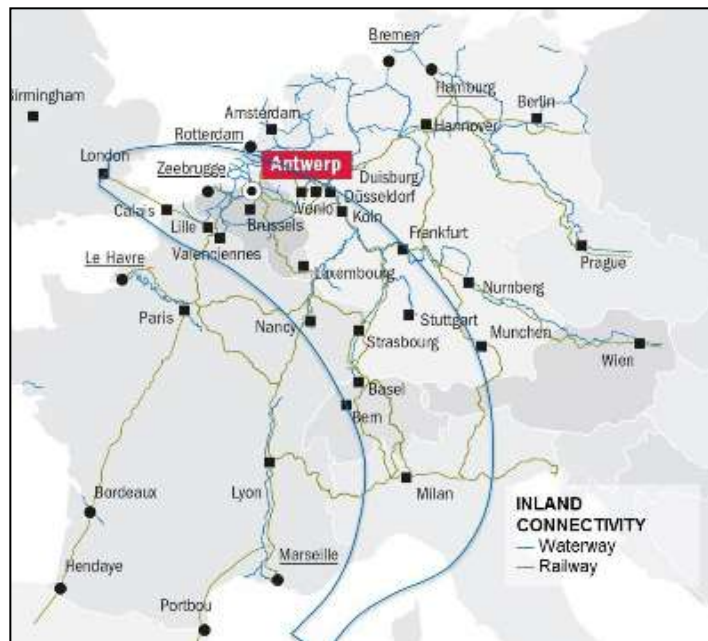 Bremen
Hamburg
Birmingham
Amsterdam
Berlin
Hannover
Rotterdam
London
Zeebrugge
Antwerp
Duisburg
Venlo
Düsseldorf
Calais
Köln
Lille
Brussels
Valenciennes
Frankfurt
Prague
Le Havre
Luxembourg
Nurnberg
Paris
Nancy
Stuttgart
Strasbourg
Munchen
Wien
Basel
Bern
Lyon
Milan
Bordeaux
INLAND
CONNECTIVITY
Waterway
Railway
Marseille
Hendaye
Portbou